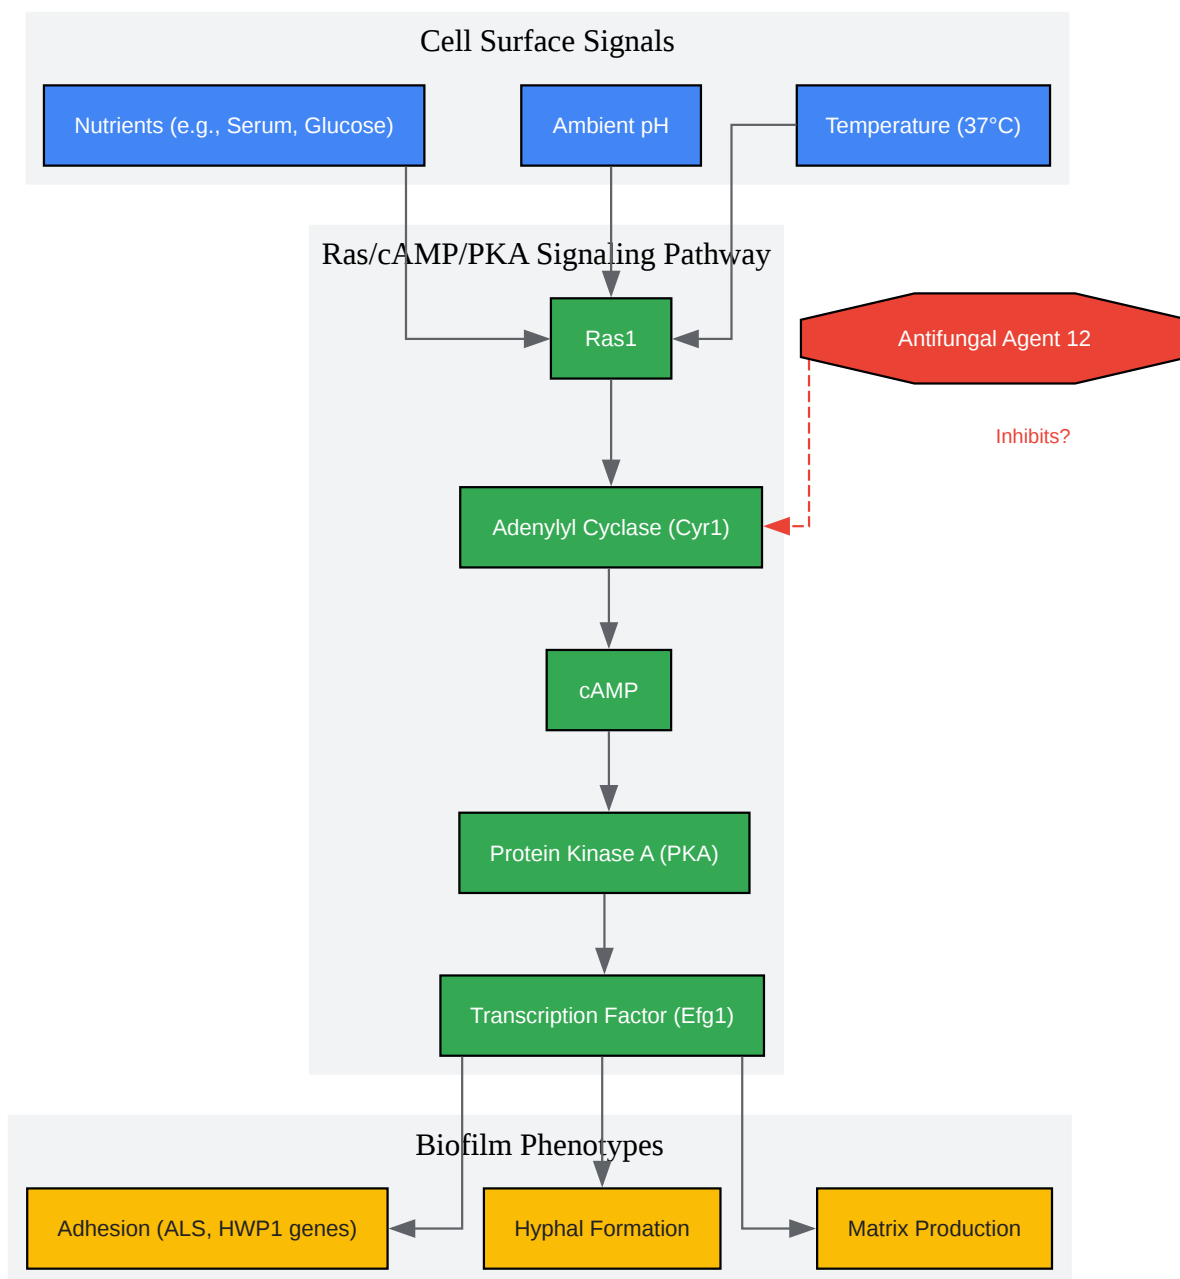 Cell Surface Signals
Nutrients (e.g., Serum, Glucose)
Ambient pH
Temperature (37°C)
Ras/cAMP/PKA Signaling Pathway
Ras1
Antifungal Agent 12
Inhibits?
Adenylyl Cyclase (Cyr1)
cAMP
Protein Kinase A (PKA)
Transcription Factor (Efg1)
Biofilm Phenotypes
Adhesion (ALS, HWP1 genes)
Hyphal Formation
Matrix Production